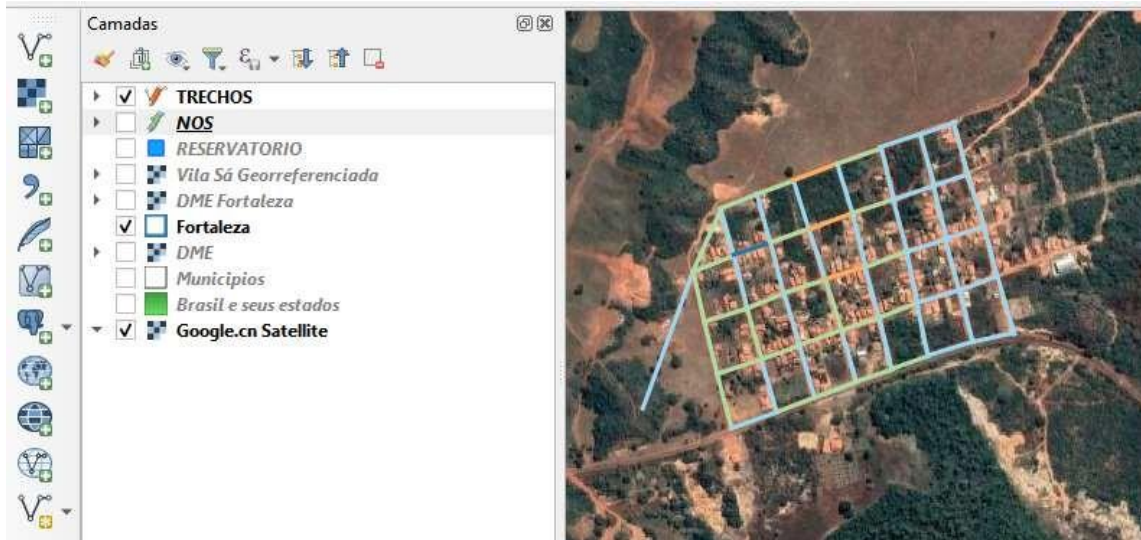 Camadas
TRECHOS
NOS
RESERVATORIO
Vila Sá Georreferenciada
DME Fortaleza
Fortaleza
DME
Municipios
Brasil e seus estados
Google.cn Satellite